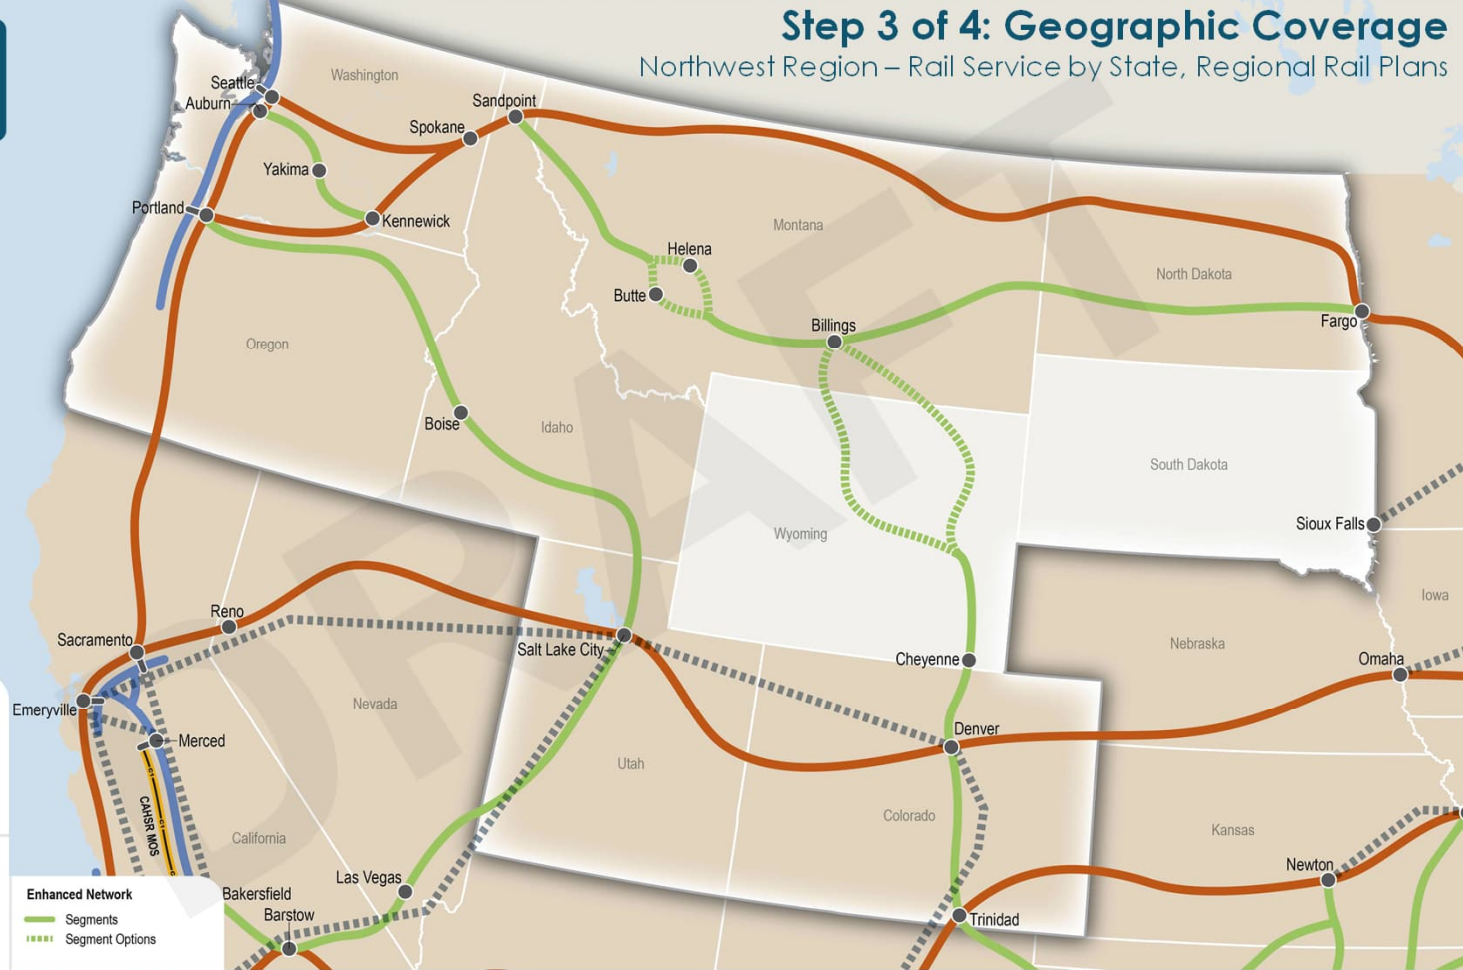 Step 3 of 4: Geographic Coverage
Northwest Region – Rail Service by State, Regional Rail Plans
Seattle
Washington
Auburn
Sandpoint
Spokane
Yakima
Portland
Kennewick
Montana
Helena
North Dakota
Butte
Billings
Fargo
Oregon
Boise
Idaho
South Dakota
Sioux Falls
Wyoming
Iowa
Reno
Sacramento
Salt Lake City
Nebraska
Cheyenne
Omaha
Emeryville
Nevada
Merced
Denver
Utah
CAHSR MOS
California
Colorado
Kansas
Newton
Las Vegas
Bakersfield
Barstow
Trinidad
Enhanced Network
Segments
Segment Options
DRAFT